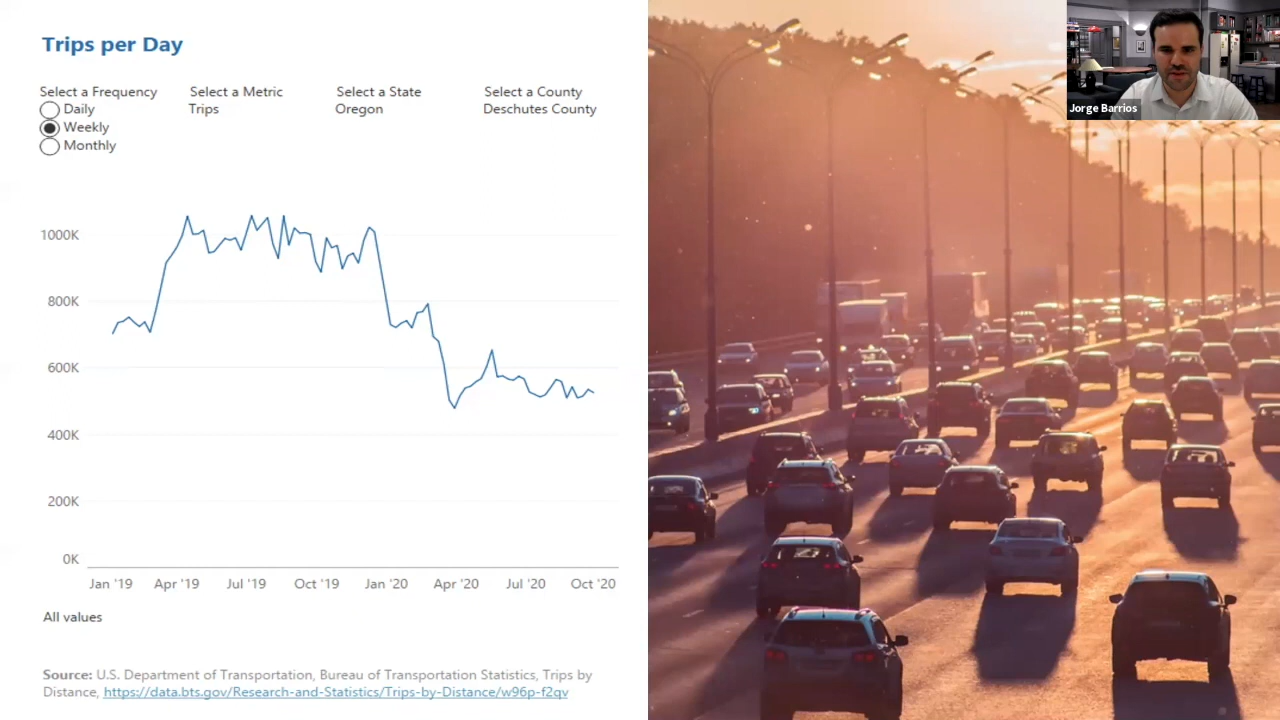 Trips per Day
Select a Frequency
Daily
Weekly
Monthly
Select a Metric
Trips
Select a State
Oregon
Select a County
Deschutes County
1000K
800K
600K
400K
200K
0K
Jan '19 Apr '19 Jul '19 Oct '19 Jan '20 Apr '20 Jul '20 Oct '20
All values
Source: U.S. Department of Transportation, Bureau of Transportation Statistics, Trips by
Distance, https://data.bts.gov/Research-and-Statistics/Trips-by-Distance/w96p-f2qv
Jorge Barrios